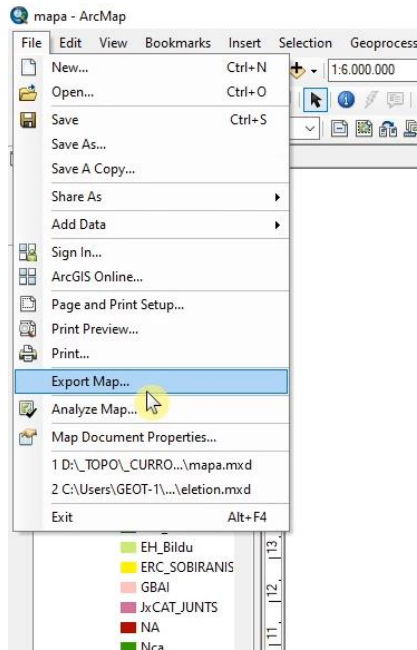 mapa - ArcMap
File Edit View Bookmarks Insert Selection Geoprocess
New... Ctrl+N
1:6.000.000
Open... Ctrl+O
Save Ctrl+S
Save As...
Save A Copy...
Share As
Add Data
Sign In...
ArcGIS Online...
Page and Print Setup...
Print Preview...
Print...
Export Map...
Analyze Map...
Map Document Properties...
1 D:\_TOPO\_CURRO...\mapa.mxd
2 C:\Users\GEOT-1\...\eletion.mxd
Exit Alt+F4
EH_Bildu
ERC_SOBIRANIS
GBAI
JxCAT_JUNTS
NA
Nca
13
12
11